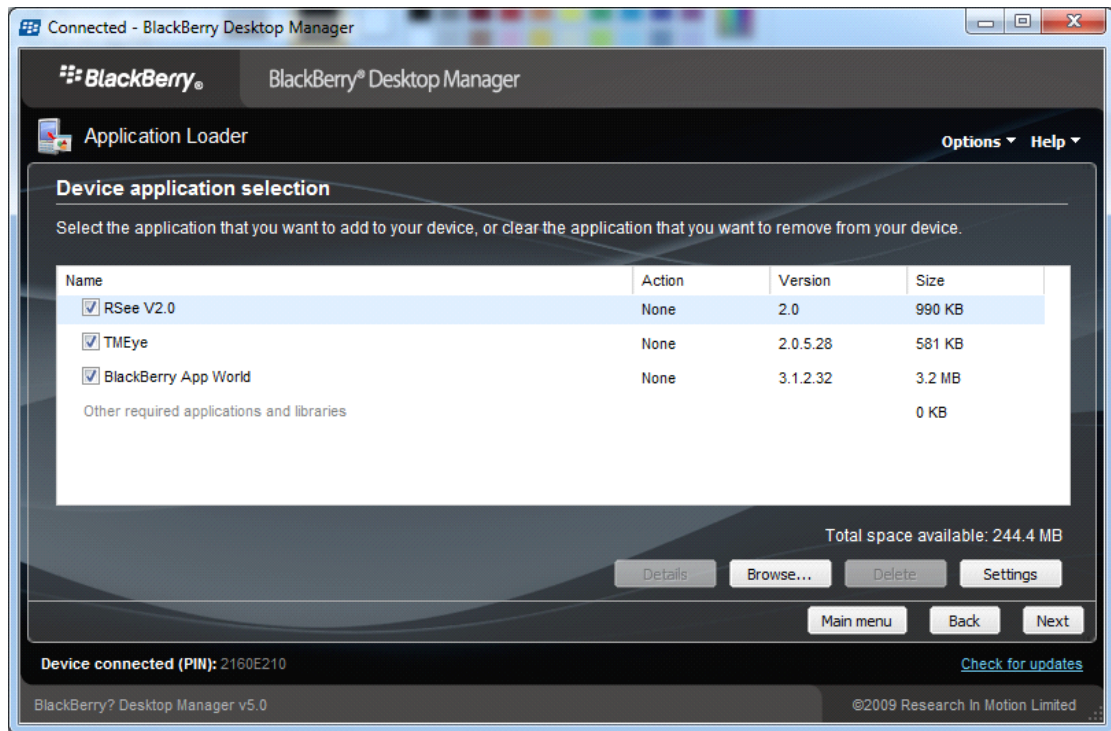 Connected - BlackBerry Desktop Manager
BlackBerry® BlackBerry® Desktop Manager
Application Loader Options Help
Device application selection
Select the application that you want to add to your device, or clear the application that you want to remove from your device.
Name Action Version Size
RSee V2.0 None 2.0 990 KB
TMEye None 2.0.5.28 581 KB
BlackBerry App World None 3.1.2.32 3.2 MB
Other required applications and libraries 0 KB
Total space available: 244.4 MB
Details Browse... Delete Settings
Main menu Back Next
Device connected (PIN): 2160E210 Check for updates
BlackBerry? Desktop Manager v5.0 ©2009 Research In Motion Limited